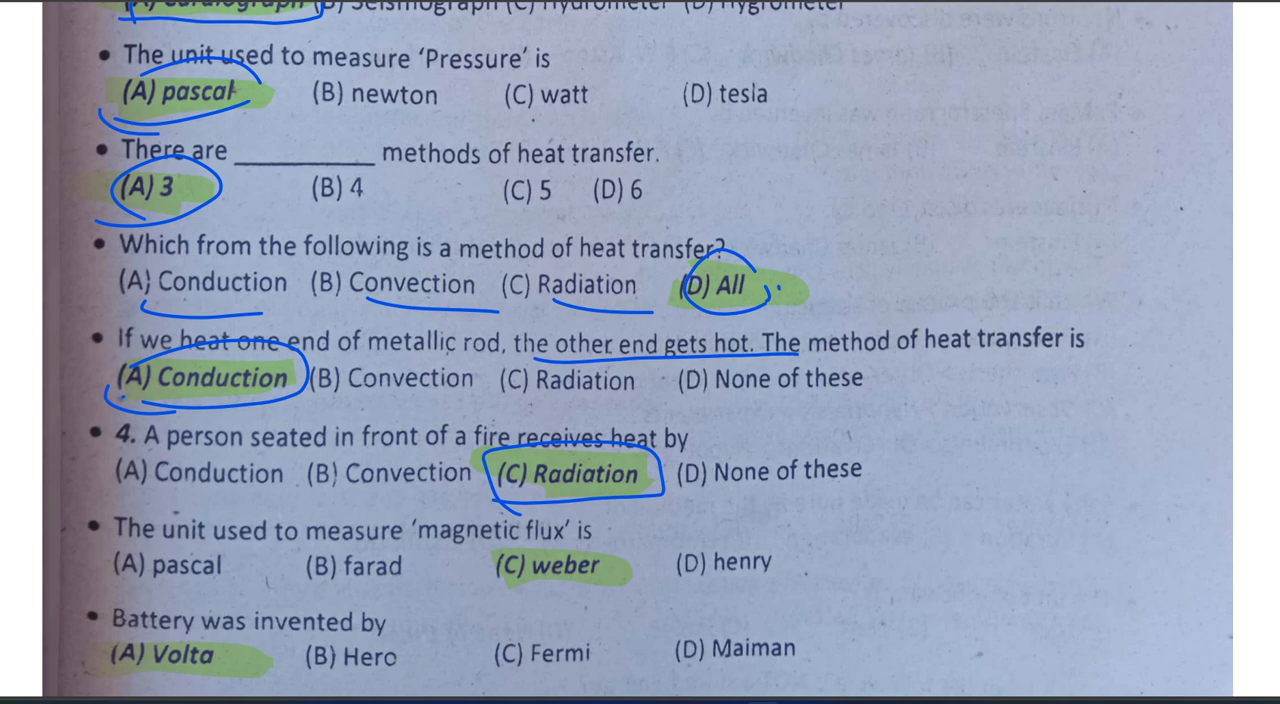 (A) Cardiograph (B) Seismograph (C) Hydrometer (D) Hygrometer
• The unit used to measure ‘Pressure’ is
(A) pascal (B) newton (C) watt (D) tesla
• There are ___________ methods of heat transfer.
(A) 3 (B) 4 (C) 5 (D) 6
• Which from the following is a method of heat transfer?
(A) Conduction (B) Convection (C) Radiation (D) All
• If we heat one end of metallic rod, the other end gets hot. The method of heat transfer is
(A) Conduction (B) Convection (C) Radiation (D) None of these
• 4. A person seated in front of a fire receives heat by
(A) Conduction (B) Convection (C) Radiation (D) None of these
• The unit used to measure ‘magnetic flux’ is
(A) pascal (B) farad (C) weber (D) henry
• Battery was invented by
(A) Volta (B) Hero (C) Fermi (D) Maiman